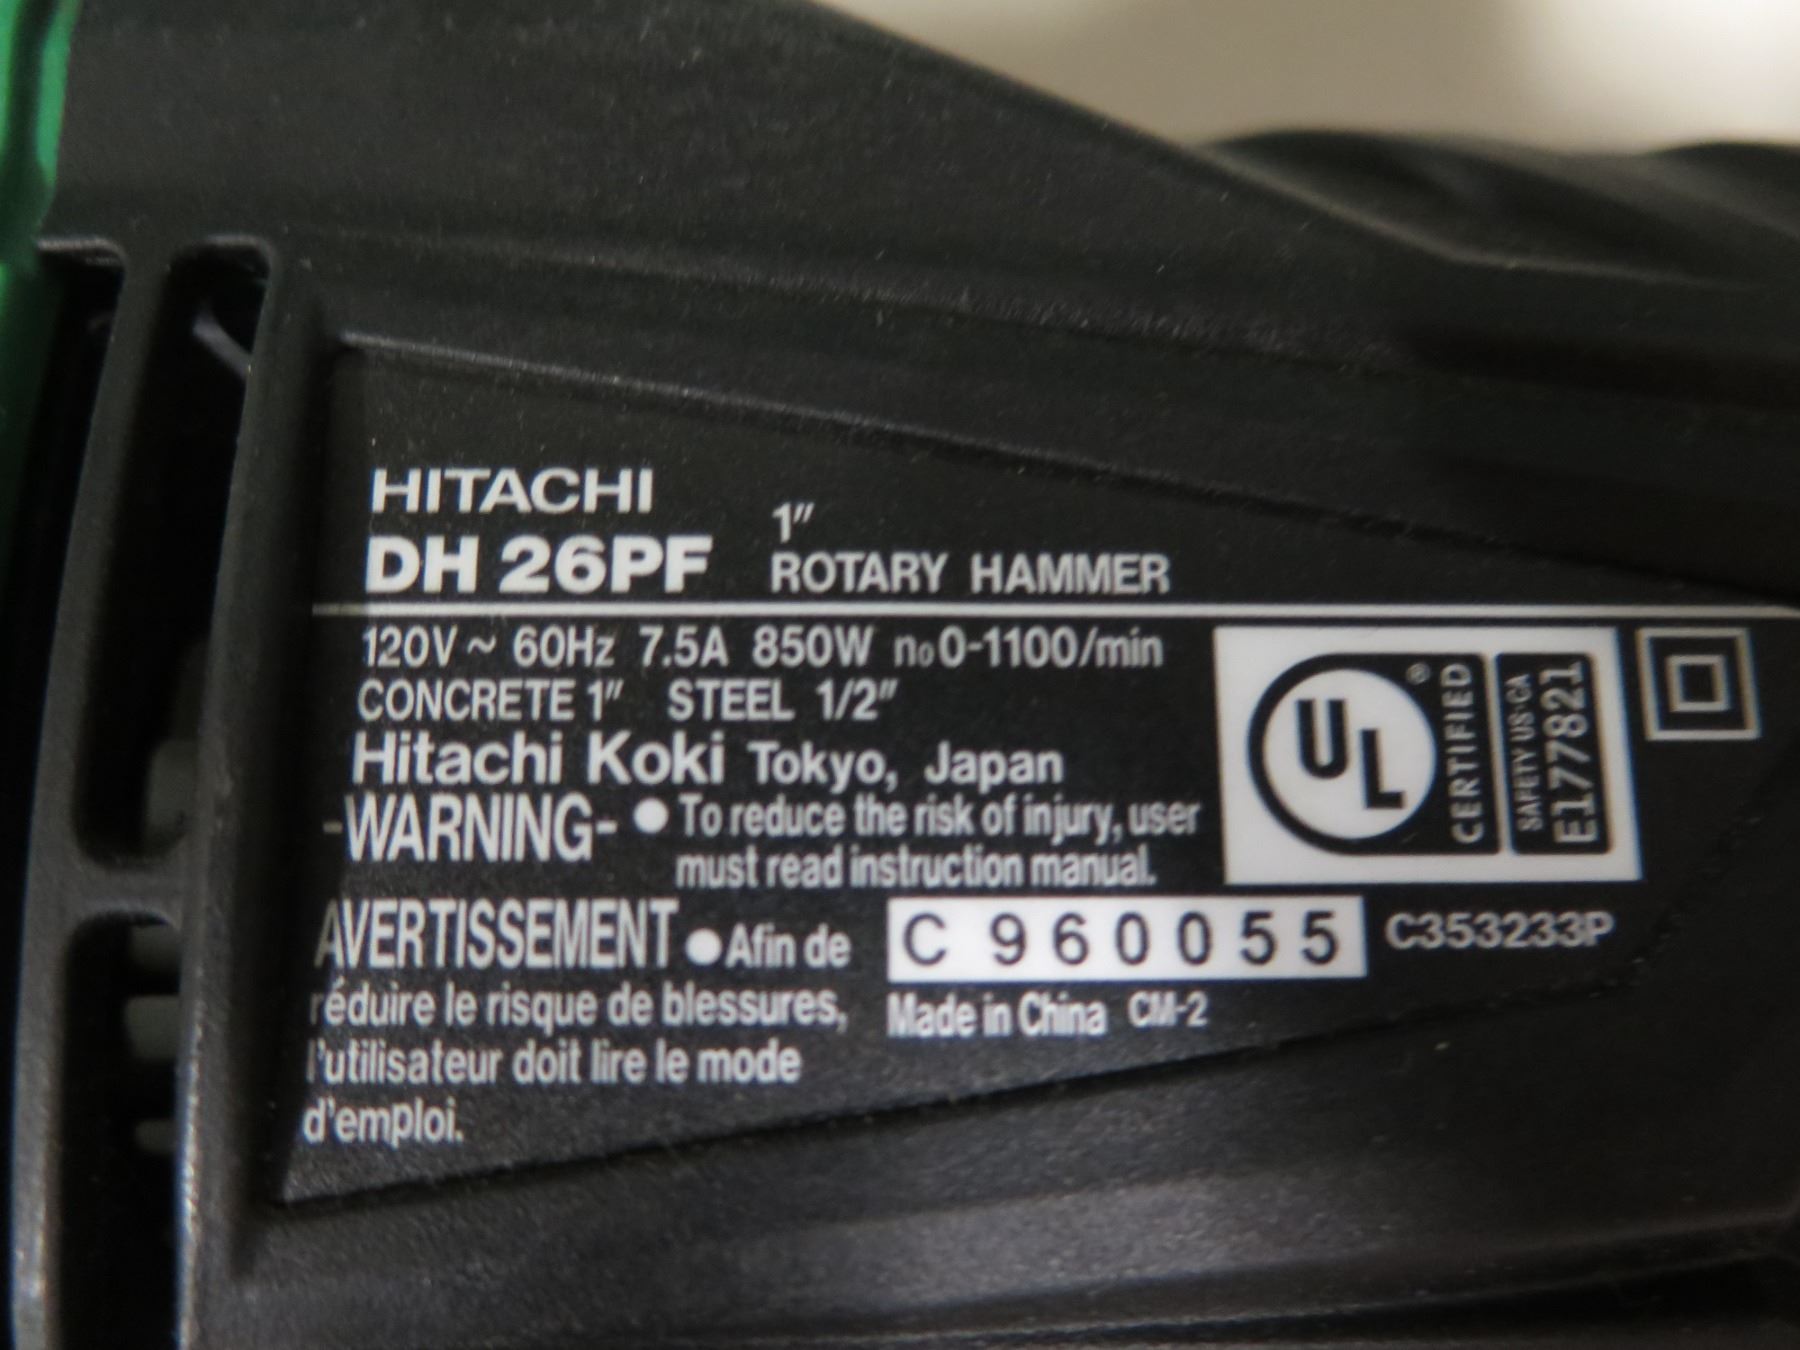 HITACHI
DH 26PF 1" ROTARY HAMMER
120V ~ 60Hz 7.5A 850W no0-1100/min
CONCRETE 1" STEEL 1/2"
Hitachi Koki Tokyo, Japan
-WARNING- ● To reduce the risk of injury, user
must read instruction manual.
AVERTISSEMENT ● Afin de
réduire le risque de blessures,
l'utilisateur doit lire le mode
d'emploi.
C 960055 C353233P
Made in China CM-2
UL ®
CERTIFIED
SAFETY US·CA
E177821